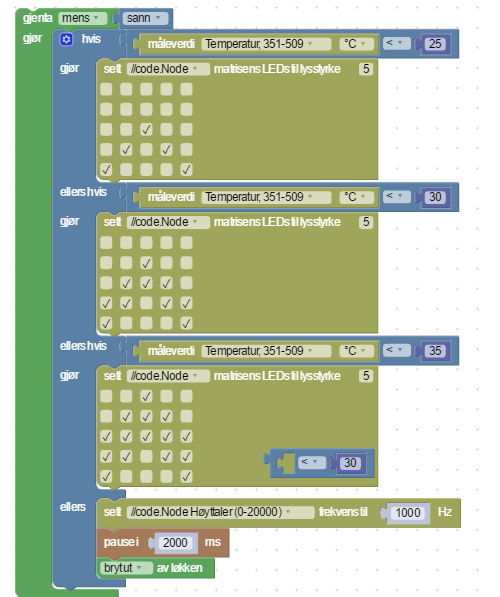 gjenta mens sann
gjør hvis måleverdi Temperatur, 351-509 °C < 25
gjør sett //code.Node matrisens LEDs til lysstyrke 5
ellers hvis måleverdi Temperatur, 351-509 °C < 30
gjør sett //code.Node matrisens LEDs til lysstyrke 5
ellers hvis måleverdi Temperatur, 351-509 °C < 35
gjør sett //code.Node matrisens LEDs til lysstyrke 5
< 30
ellers sett //code.Node Høyttaler (0-20000) frekvens til 1000 Hz
pause i 2000 ms
bryt ut av løkken